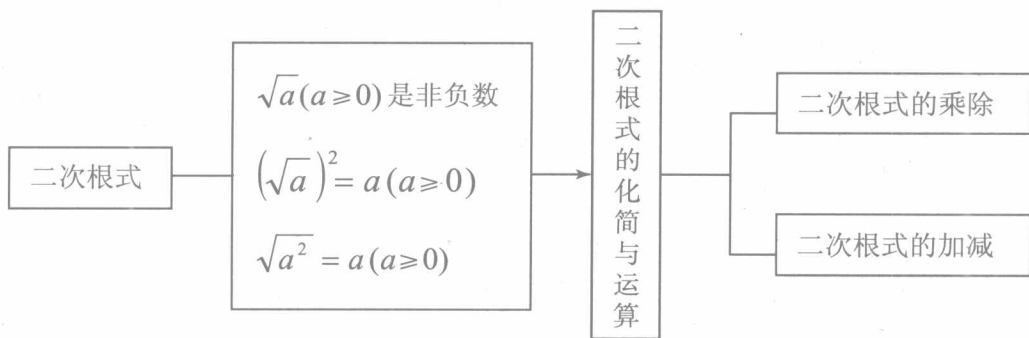 二次根式
√a(a≥0)是非负数
(√a)²=a(a≥0)
√a²=a(a≥0)
二次根式的化简与运算
二次根式的乘除
二次根式的加减